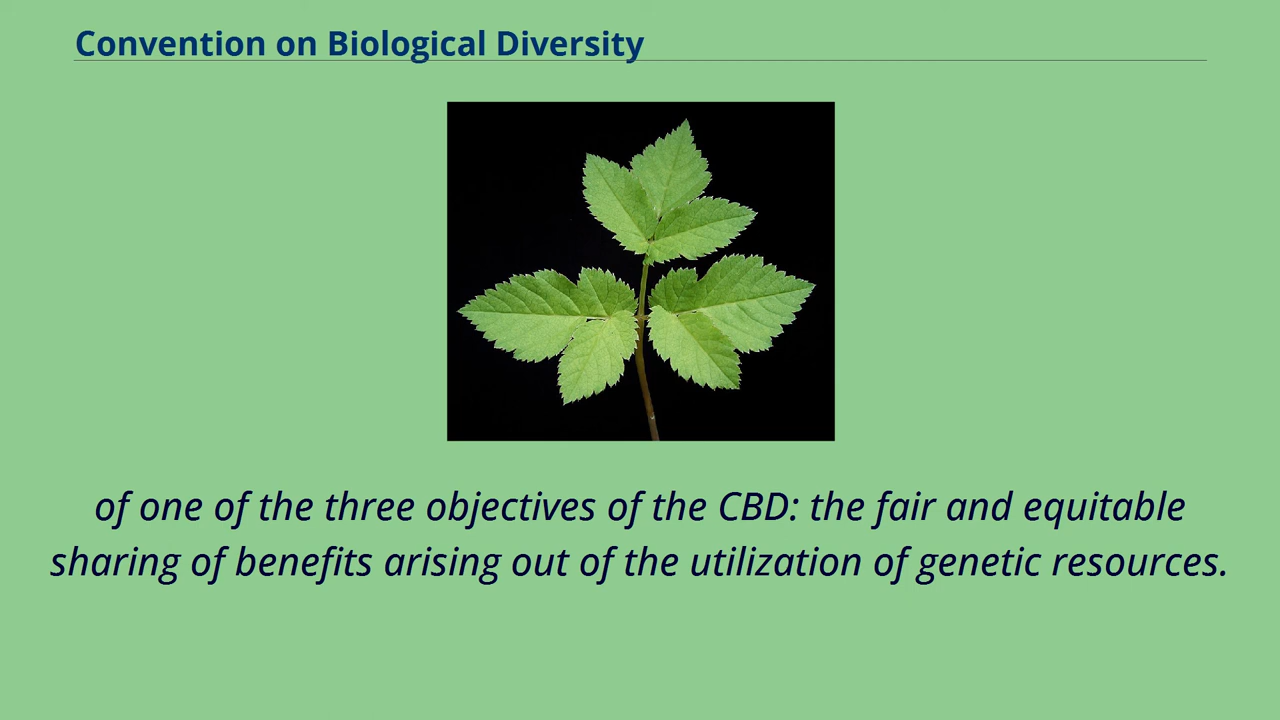 Convention on Biological Diversity
of one of the three objectives of the CBD: the fair and equitable
sharing of benefits arising out of the utilization of genetic resources.